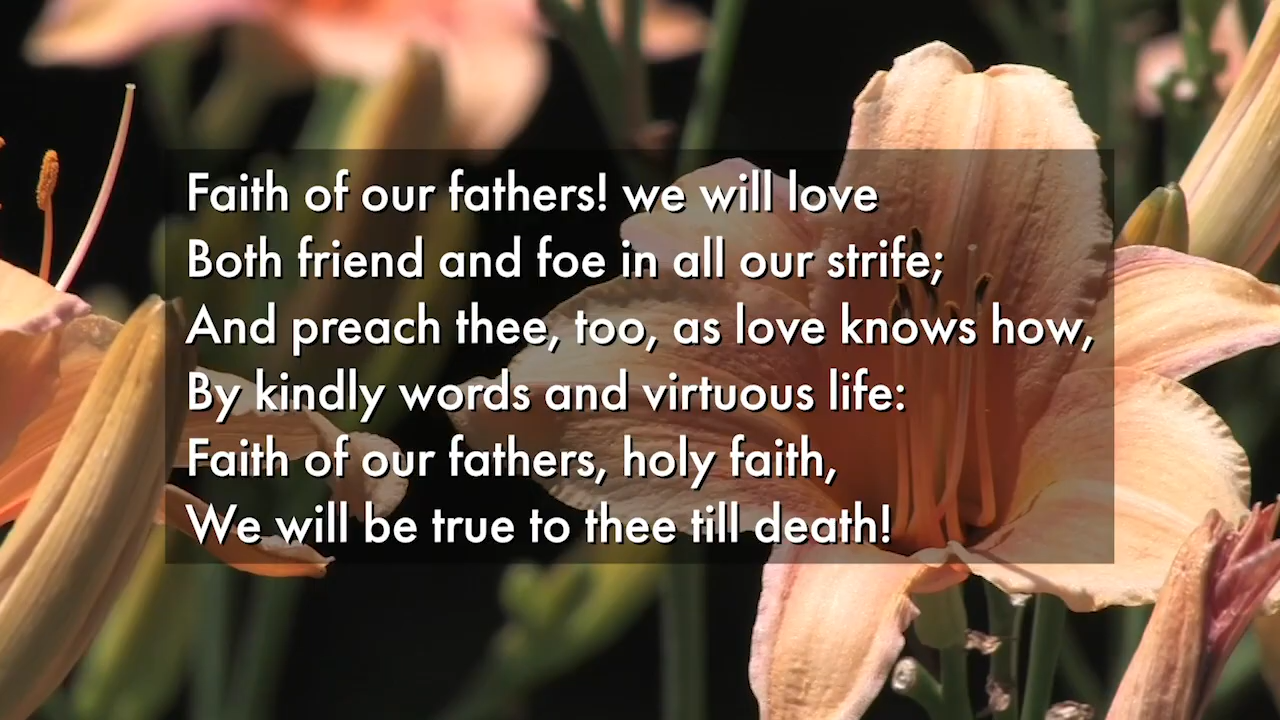 Faith of our fathers! we will love
Both friend and foe in all our strife;
And preach thee, too, as love knows how,
By kindly words and virtuous life:
Faith of our fathers, holy faith,
We will be true to thee till death!